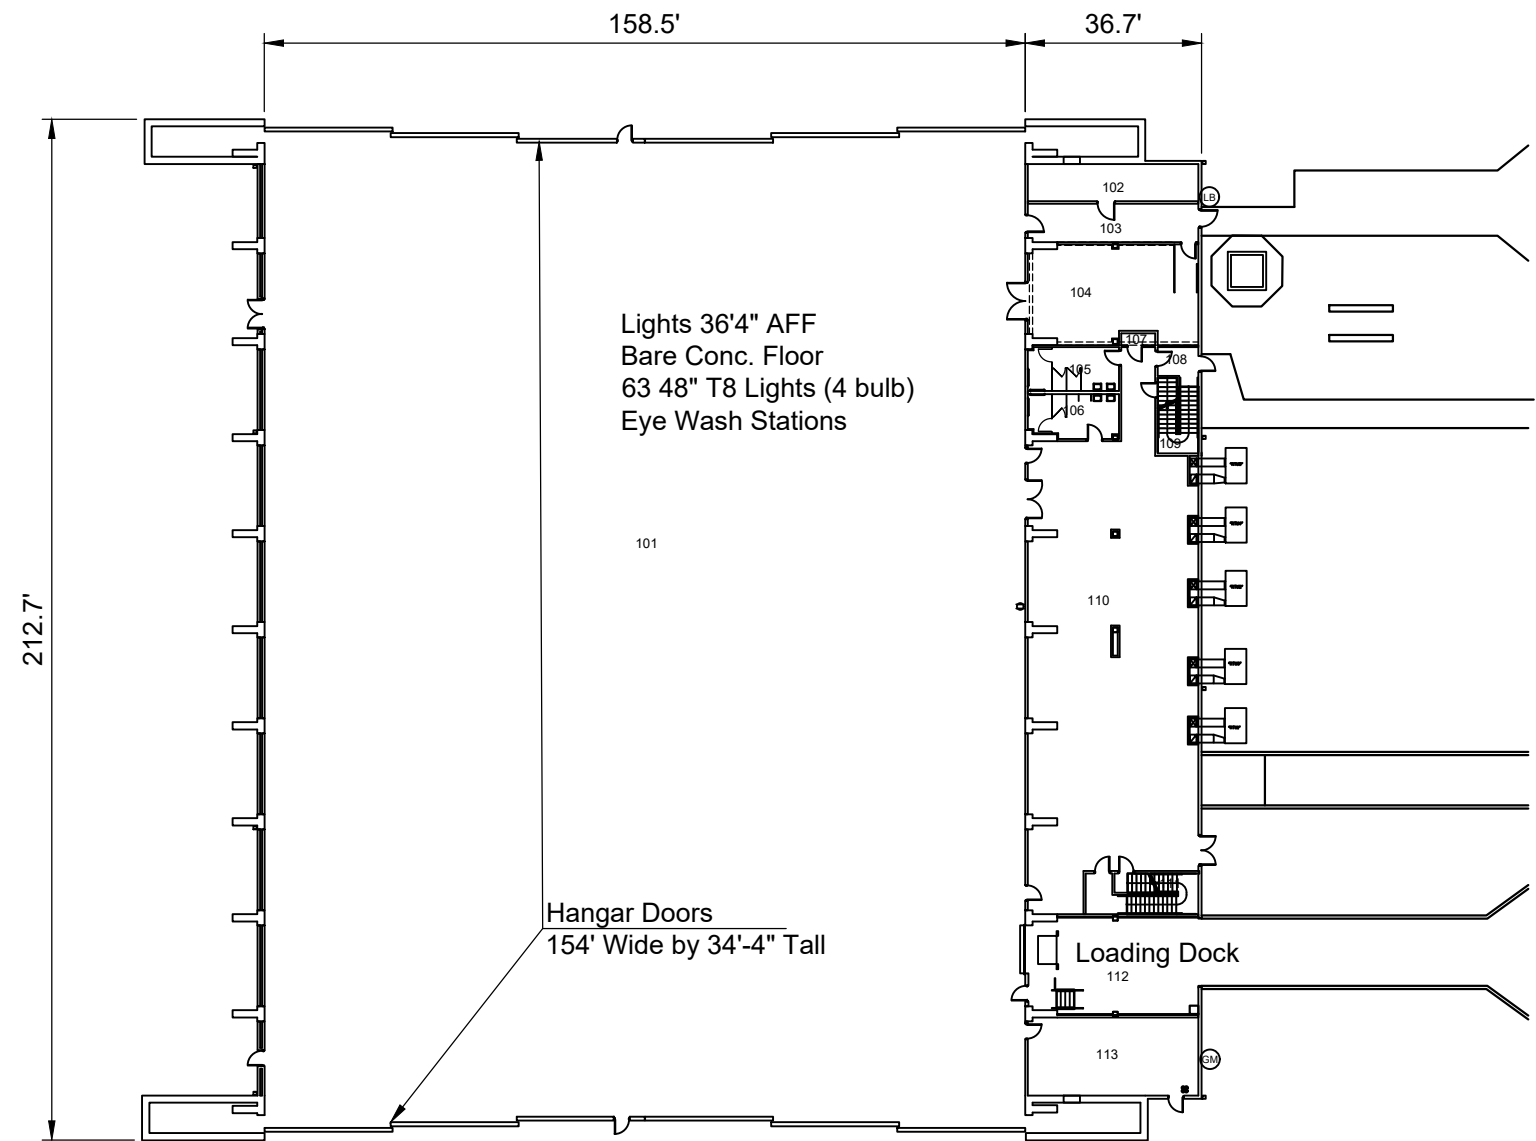 158.5'
36.7'
102
LB
103
104
Lights 36'4" AFF
Bare Conc. Floor
63 48" T8 Lights (4 bulb)
Eye Wash Stations
107
108
105
106
109
101
110
212.7'
Hangar Doors
154' Wide by 34'-4" Tall
Loading Dock
112
113
GM